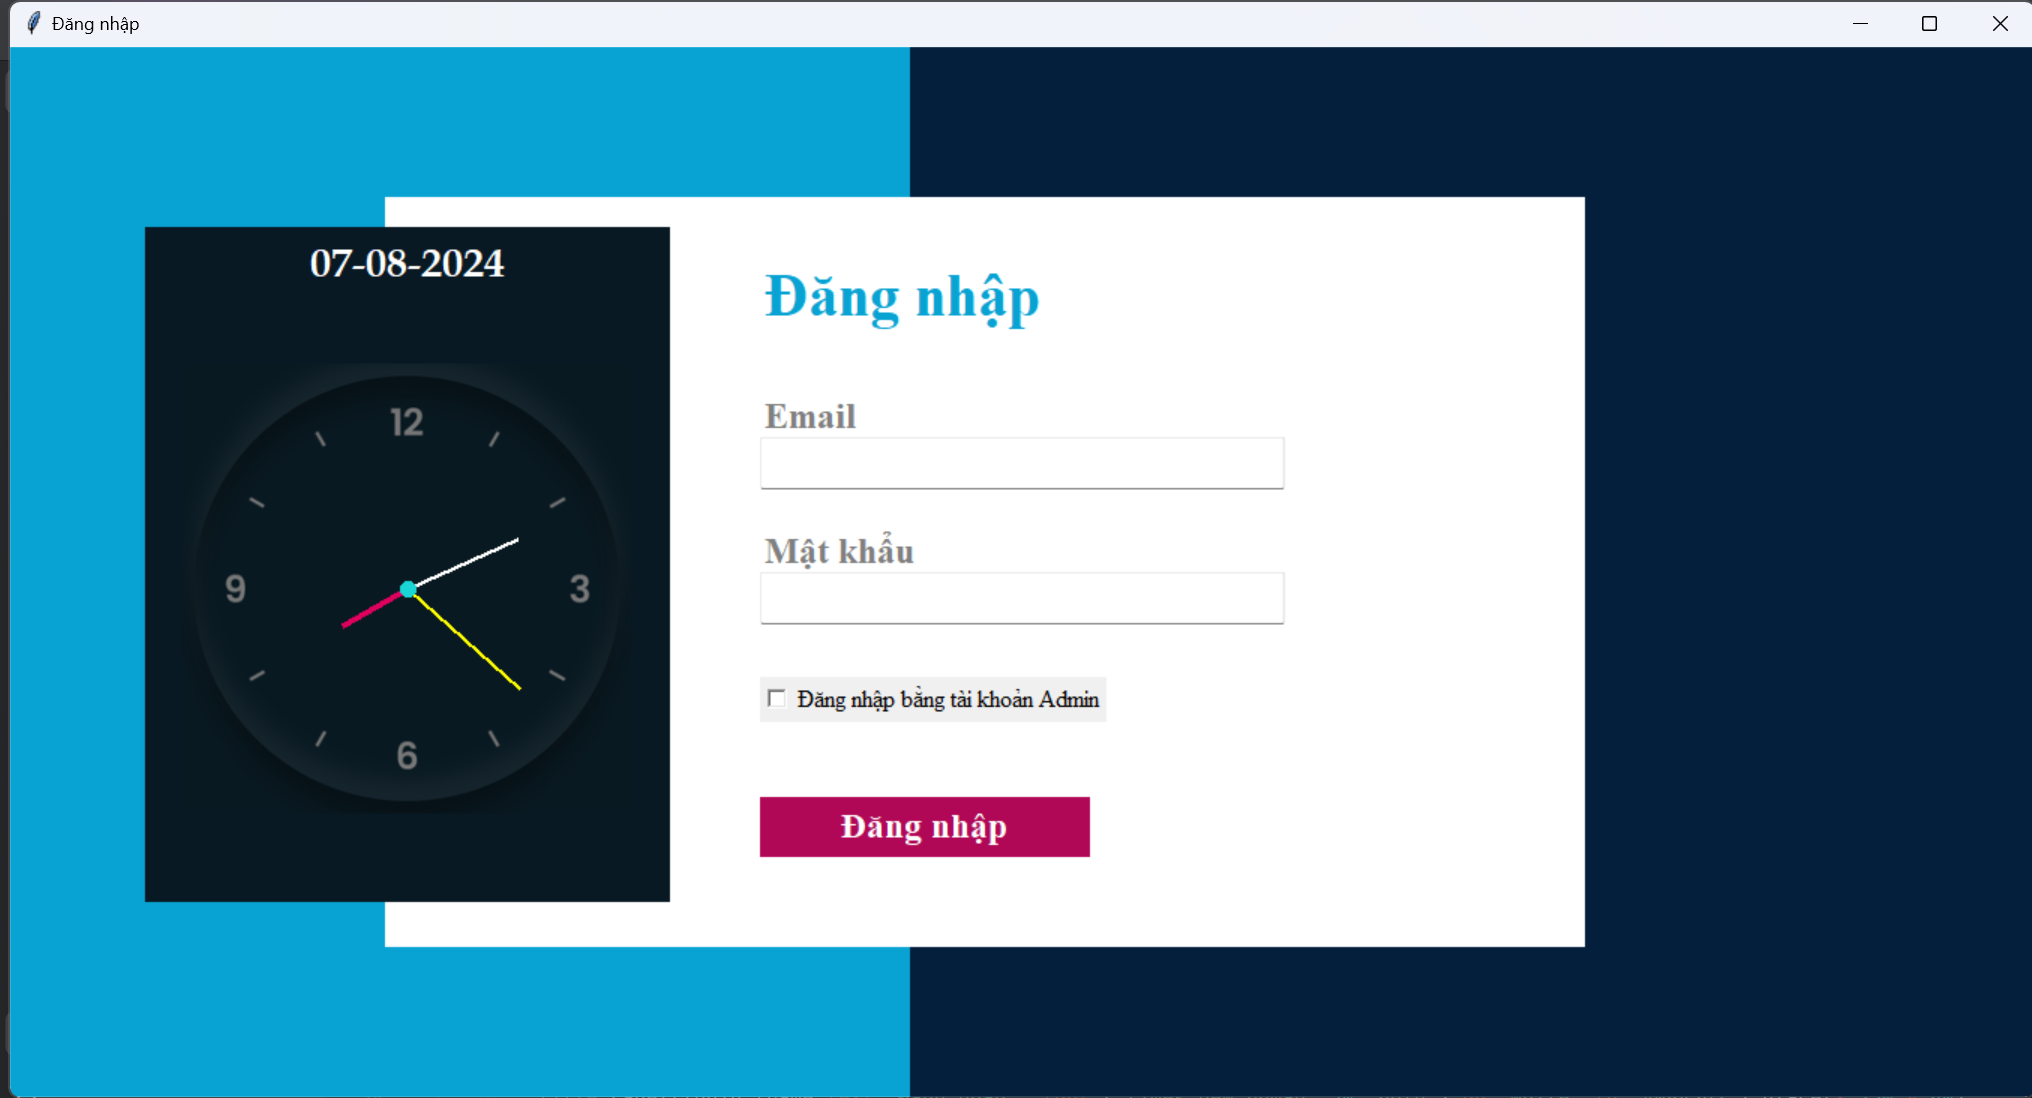 Đăng nhập
07-08-2024
12
9
3
6
Đăng nhập
Email
Mật khẩu
Đăng nhập bằng tài khoản Admin
Đăng nhập